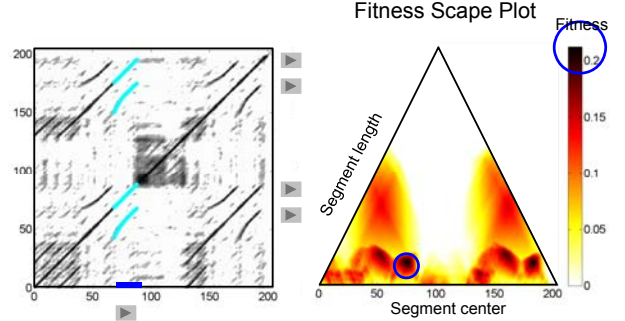 Fitness Scape Plot
Fitness
200
150
100
50
0
0 50 100 150 200
Segment length
0.2
0.15
0.1
0.05
0
0 50 100 150 200
Segment center